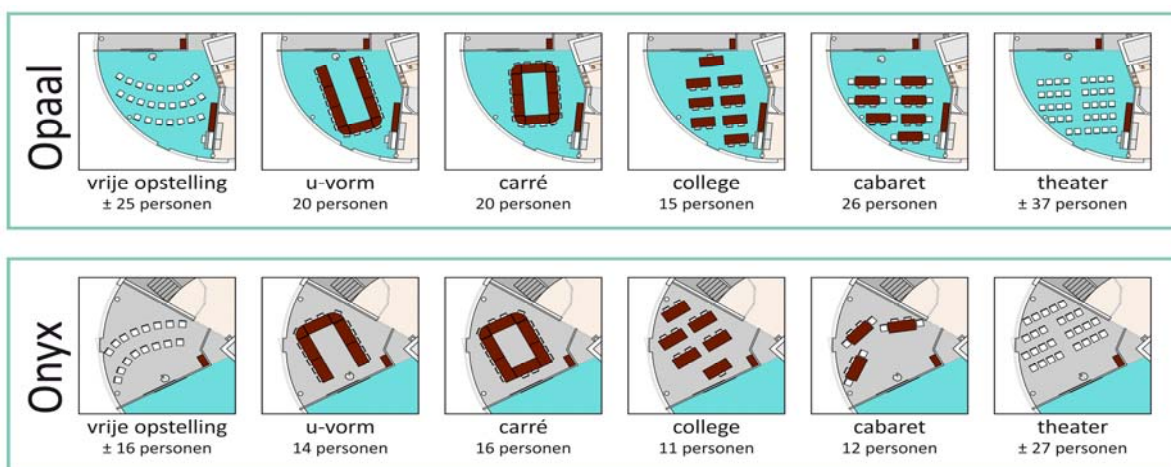 Opaal
vrije opstelling
± 25 personen
u-vorm
20 personen
carré
20 personen
college
15 personen
cabaret
26 personen
theater
± 37 personen
Onyx
vrije opstelling
± 16 personen
u-vorm
14 personen
carré
16 personen
college
11 personen
cabaret
12 personen
theater
± 27 personen